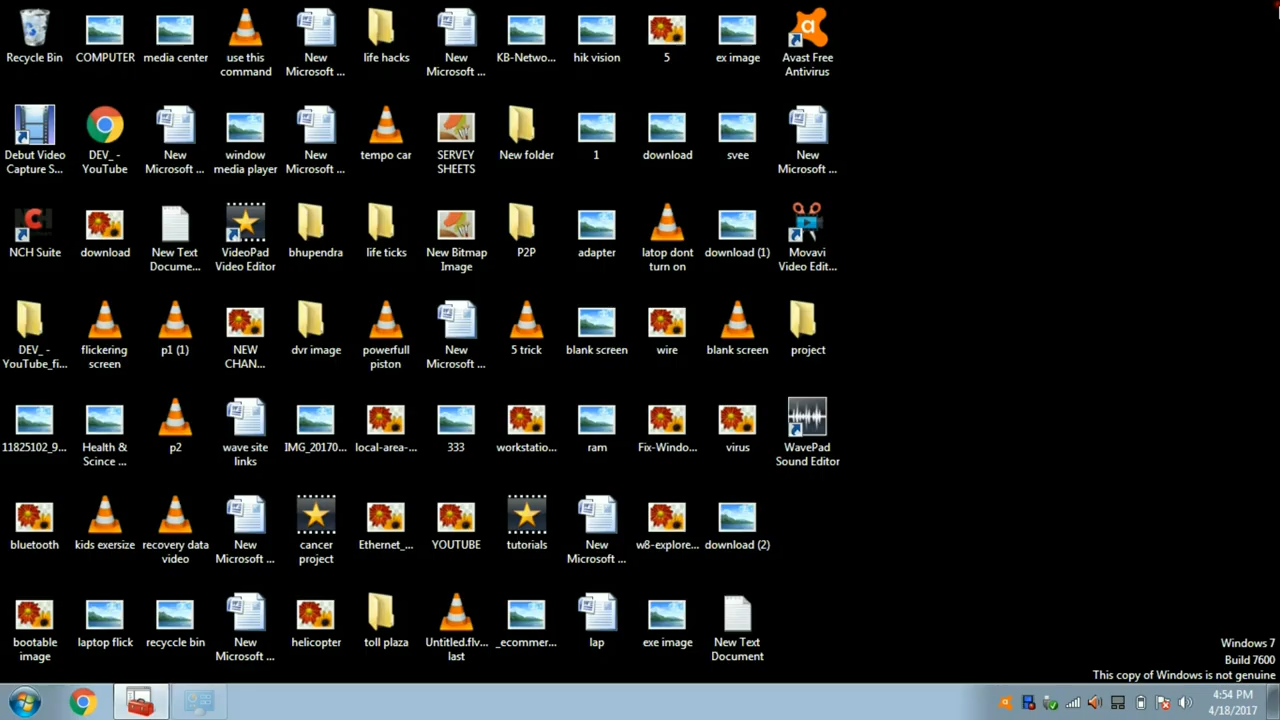 Recycle Bin
COMPUTER
media center
use this
command
New
Microsoft ...
life hacks
New
Microsoft ...
KB-Netwo...
hik vision
5
ex image
Avast Free
Antivirus
Debut Video
Capture S...
DEV_ -
YouTube
New
Microsoft ...
window
media player
New
Microsoft ...
tempo car
SERVEY
SHEETS
New folder
1
download
svee
New
Microsoft ...
NCH Suite
download
New Text
Docume...
VideoPad
Video Editor
bhupendra
life ticks
New Bitmap
Image
P2P
adapter
latop dont
turn on
download (1)
Movavi
Video Edit...
DEV_ -
YouTube_fi...
flickering
screen
p1 (1)
NEW
CHAN...
dvr image
powerfull
piston
New
Microsoft ...
5 trick
blank screen
wire
blank screen
project
11825102_9...
Health &
Scince ...
p2
wave site
links
IMG_20170...
local-area-...
333
workstatio...
ram
Fix-Windo...
virus
WavePad
Sound Editor
bluetooth
kids exersize
recovery data
video
New
Microsoft ...
cancer
project
Ethernet_...
YOUTUBE
tutorials
New
Microsoft ...
w8-explore...
download (2)
bootable
image
laptop flick
recyccle bin
New
Microsoft ...
helicopter
toll plaza
Untitled.flv...
last
_ecommer...
lap
exe image
New Text
Document
Windows 7
Build 7600
This copy of Windows is not genuine
4:54 PM
4/18/2017